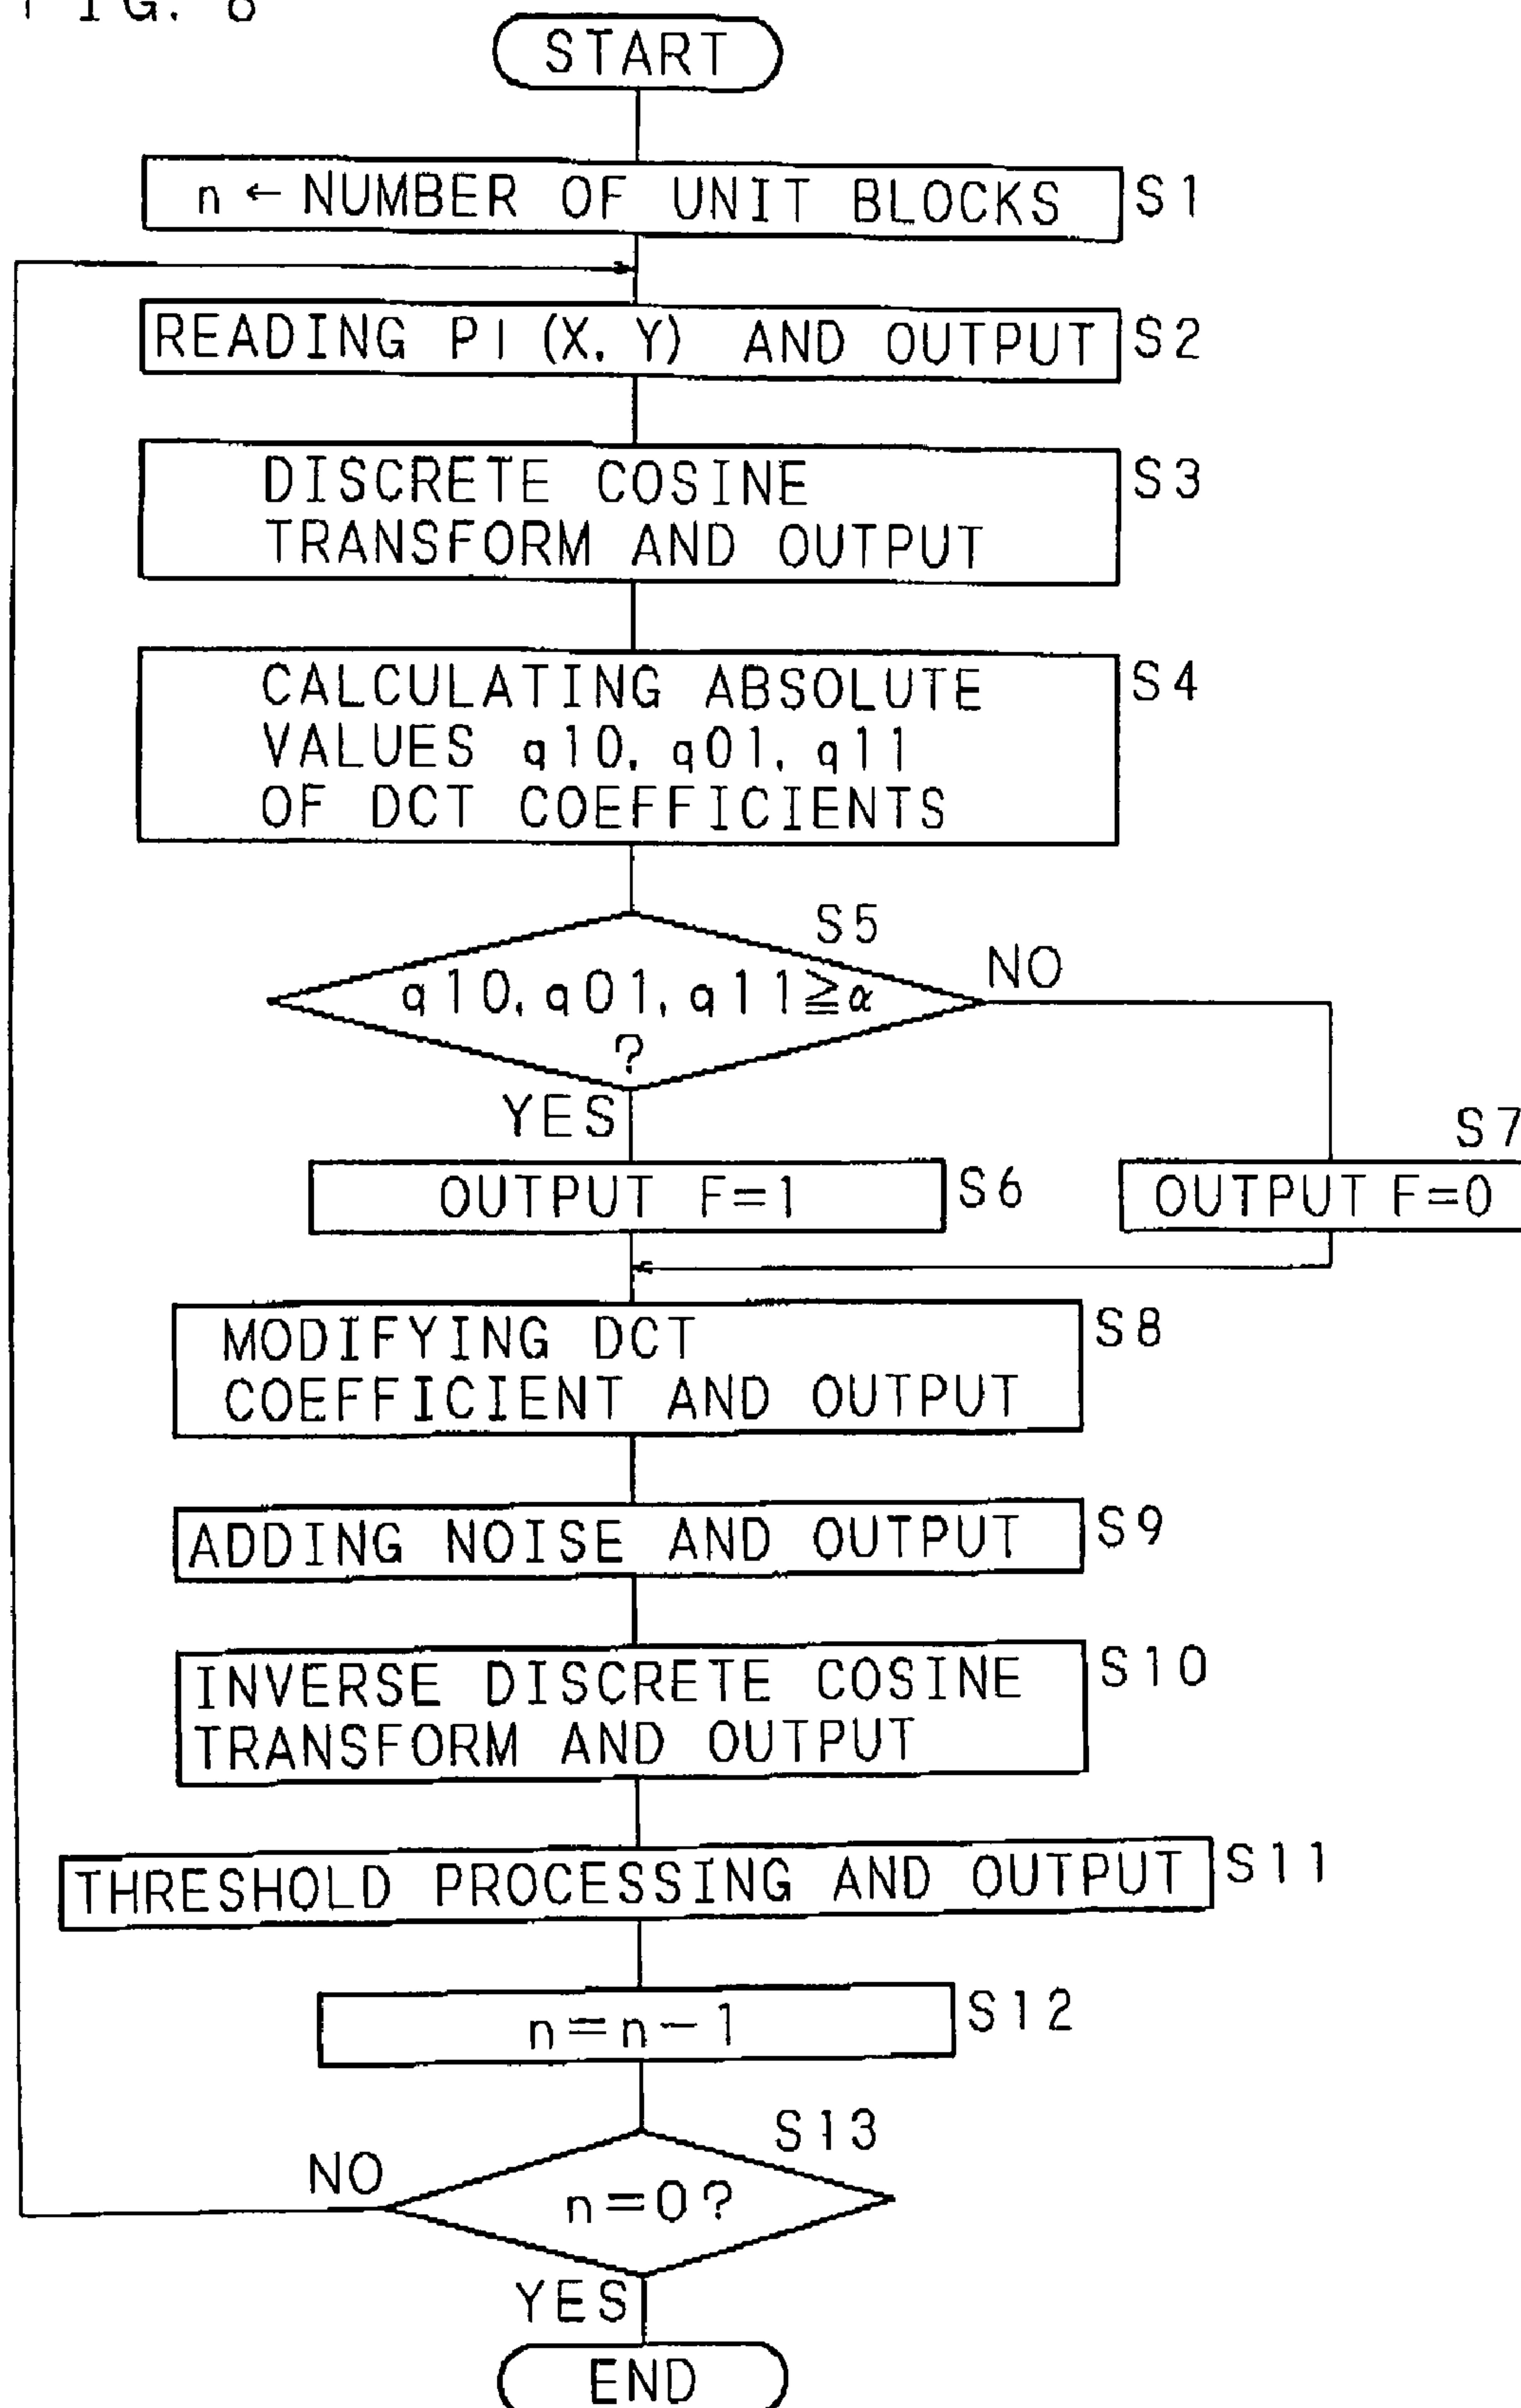 FIG. 8
START
n ← NUMBER OF UNIT BLOCKS S1
READING PI (X, Y) AND OUTPUT S2
DISCRETE COSINE S3
TRANSFORM AND OUTPUT
CALCULATING ABSOLUTE S4
VALUES q10, q01, q11
OF DCT COEFFICIENTS
S5
q10, q01, q11≧α NO
?
YES
S7
OUTPUT F=1 S6 OUTPUT F=0
MODIFYING DCT S8
COEFFICIENT AND OUTPUT
ADDING NOISE AND OUTPUT S9
INVERSE DISCRETE COSINE S10
TRANSFORM AND OUTPUT
THRESHOLD PROCESSING AND OUTPUT S11
n=n-1 S12
S13
NO
n=0?
YES
END